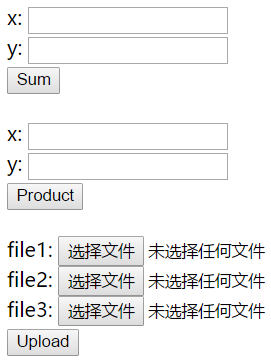 x:
y:
Sum
x:
y:
Product
file1: 选择文件 未选择任何文件
file2: 选择文件 未选择任何文件
file3: 选择文件 未选择任何文件
Upload